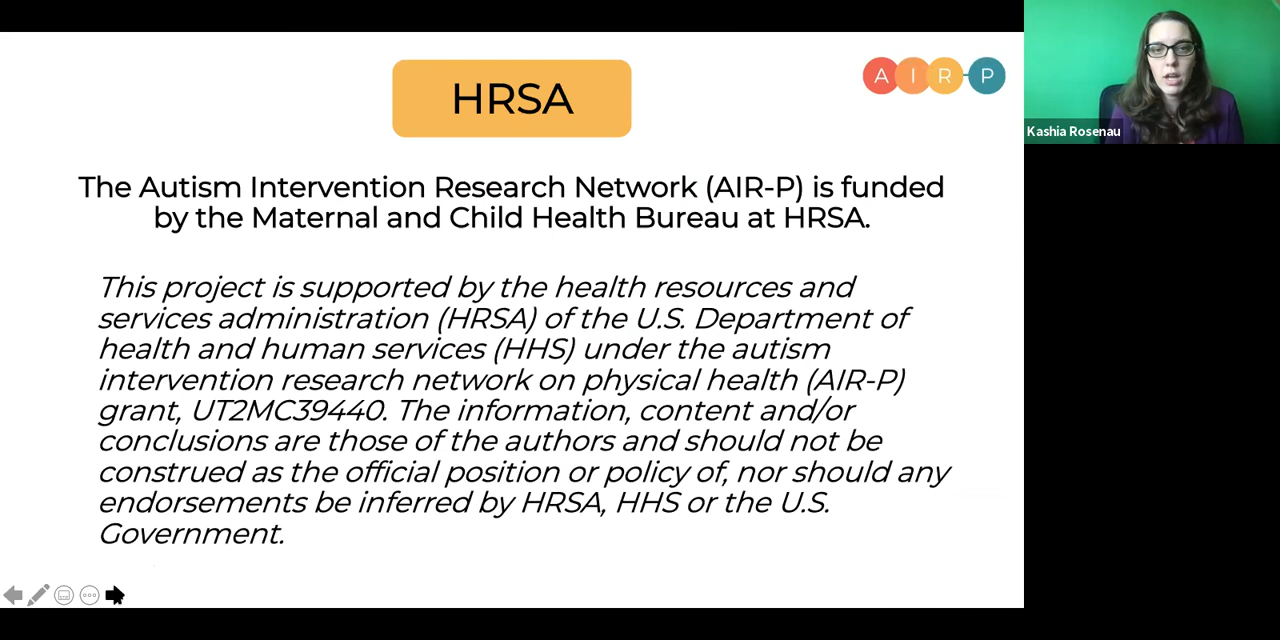 HRSA
A I R-P
The Autism Intervention Research Network (AIR-P) is funded
by the Maternal and Child Health Bureau at HRSA.
This project is supported by the health resources and
services administration (HRSA) of the U.S. Department of
health and human services (HHS) under the autism
intervention research network on physical health (AIR-P)
grant, UT2MC39440. The information, content and/or
conclusions are those of the authors and should not be
construed as the official position or policy of, nor should any
endorsements be inferred by HRSA, HHS or the U.S.
Government.
Kashia Rosenau